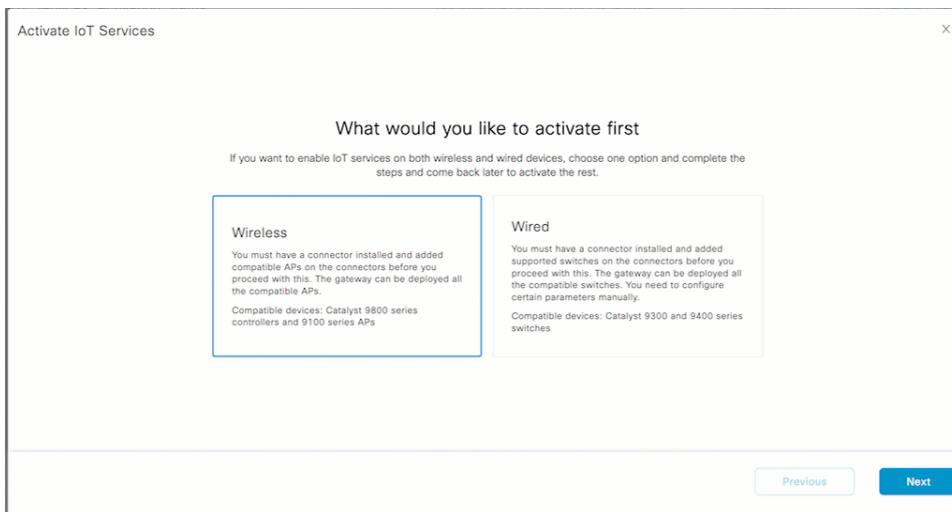 Activate IoT Services
X
What would you like to activate first
If you want to enable IoT services on both wireless and wired devices, choose one option and complete the
steps and come back later to activate the rest.
Wireless
You must have a connector installed and added
compatible APs on the connectors before you
proceed with this. The gateway can be deployed all
the compatible APs.
Compatible devices: Catalyst 9800 series
controllers and 9100 series APs
Wired
You must have a connector installed and added
supported switches on the connectors before you
proceed with this. The gateway can be deployed all
the compatible switches. You need to configure
certain parameters manually.
Compatible devices: Catalyst 9300 and 9400 series
switches
Previous
Next